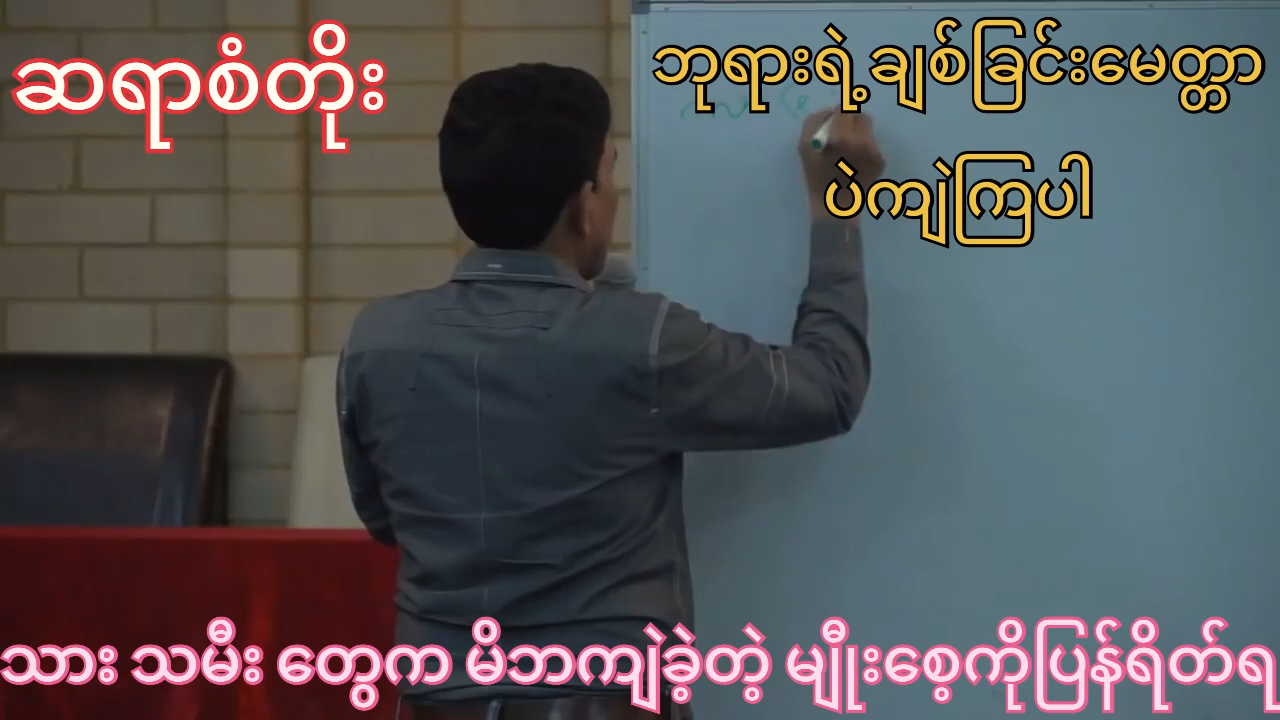 ဆရာစံတိုး
ဘုရားရဲ့ချစ်ခြင်းမေတ္တာ
ပဲကျဲကြပါ
သား သမီး တွေက မိဘကျဲခဲ့တဲ့ မျိုးစေ့ကိုပြန်ရိတ်ရ